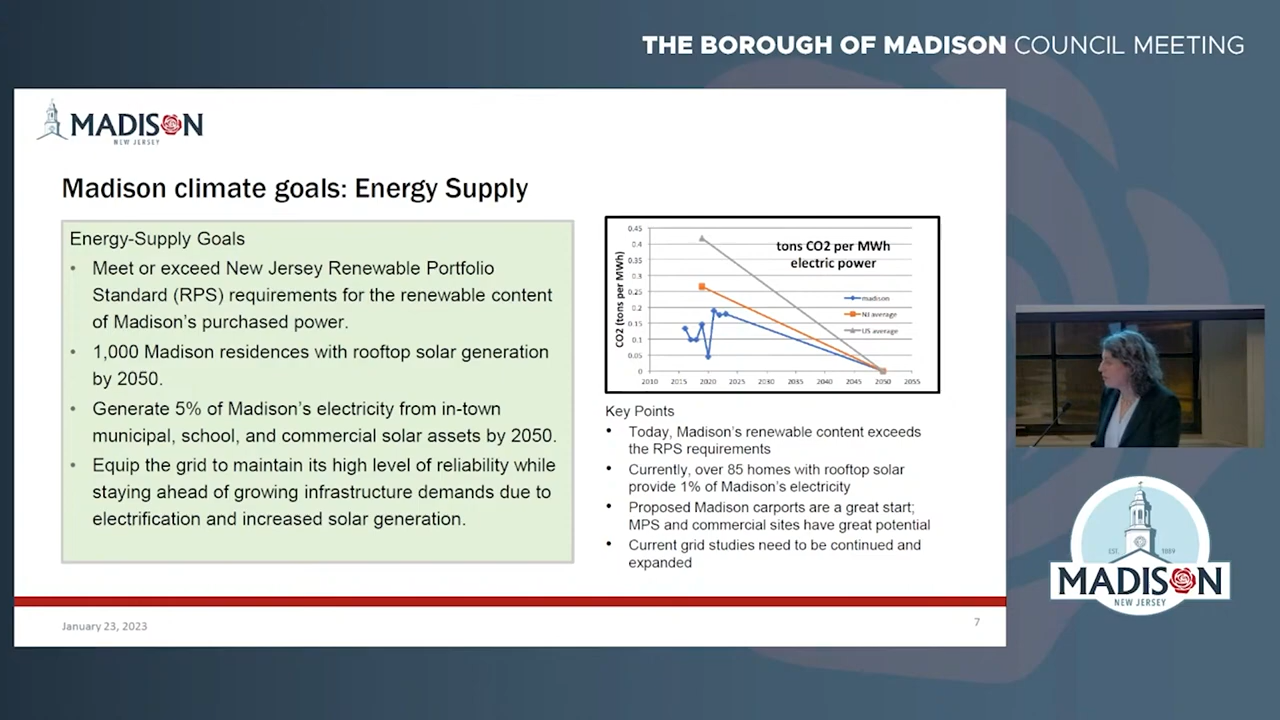 THE BOROUGH OF MADISON COUNCIL MEETING
MADISON
NEW JERSEY
Madison climate goals: Energy Supply
Energy-Supply Goals
• Meet or exceed New Jersey Renewable Portfolio
Standard (RPS) requirements for the renewable content
of Madison's purchased power.
• 1,000 Madison residences with rooftop solar generation
by 2050.
• Generate 5% of Madison's electricity from in-town
municipal, school, and commercial solar assets by 2050.
• Equip the grid to maintain its high level of reliability while
staying ahead of growing infrastructure demands due to
electrification and increased solar generation.
tons CO2 per MWh
electric power
CO2 (tons per MWh)
0.45
0.4
0.35
0.3
0.25
0.2
0.15
0.1
0.05
0
2010 2015 2020 2025 2030 2035 2040 2045 2050 2055
madison
NJ average
US average
Key Points
• Today, Madison's renewable content exceeds
the RPS requirements
• Currently, over 85 homes with rooftop solar
provide 1% of Madison's electricity
• Proposed Madison carports are a great start;
MPS and commercial sites have great potential
• Current grid studies need to be continued and
expanded
January 23, 2023
7
EST. 1889
MADISON
NEW JERSEY